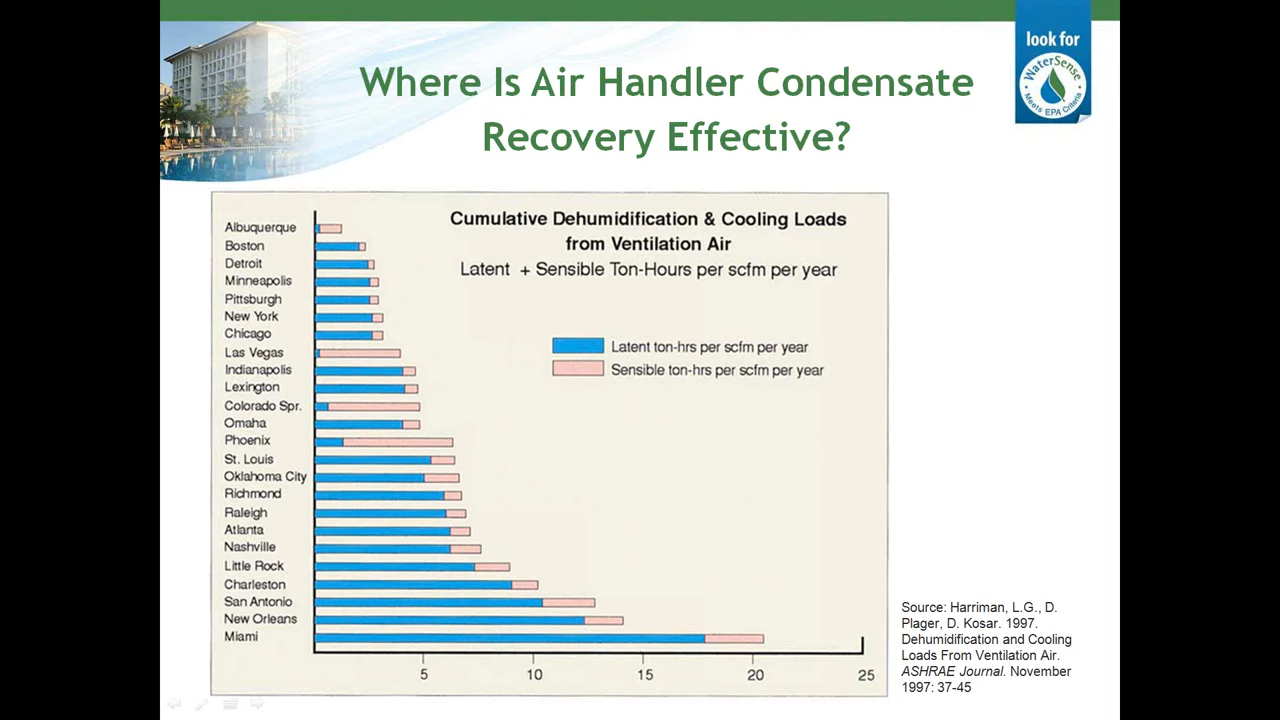 look for
WaterSense
Meets EPA Criteria
Where Is Air Handler Condensate
Recovery Effective?
Cumulative Dehumidification & Cooling Loads
from Ventilation Air
Latent + Sensible Ton-Hours per scfm per year
Latent ton-hrs per scfm per year
Sensible ton-hrs per scfm per year
Albuquerque
Boston
Detroit
Minneapolis
Pittsburgh
New York
Chicago
Las Vegas
Indianapolis
Lexington
Colorado Spr.
Omaha
Phoenix
St. Louis
Oklahoma City
Richmond
Raleigh
Atlanta
Nashville
Little Rock
Charleston
San Antonio
New Orleans
Miami
5 10 15 20 25
Source: Harriman, L.G., D.
Plager, D. Kosar. 1997.
Dehumidification and Cooling
Loads From Ventilation Air.
ASHRAE Journal. November
1997: 37-45